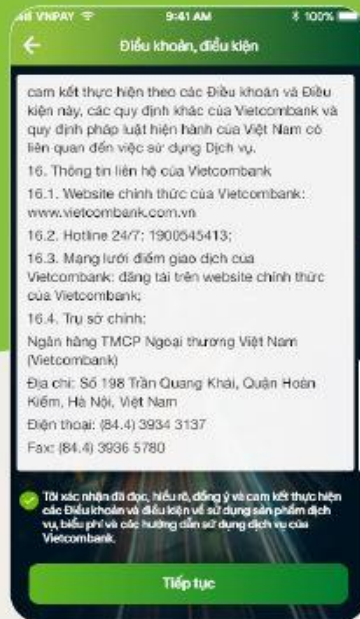 VNPAY 9:41 AM 100%
Điều khoản, điều kiện
cam kết thực hiện theo các Điều khoản và Điều
kiện này, các quy định khác của Vietcombank và
quy định pháp luật hiện hành của Việt Nam có
liên quan đến việc sử dụng Dịch vụ.
16. Thông tin liên hệ của Vietcombank
16.1. Website chính thức của Vietcombank:
www.vietcombank.com.vn
16.2. Hotline 24/7: 1900545413;
16.3. Mạng lưới điểm giao dịch của
Vietcombank: đăng tải trên website chính thức
của Vietcombank;
16.4. Trụ sở chính:
Ngân hàng TMCP Ngoại thương Việt Nam
(Vietcombank)
Địa chỉ: Số 198 Trần Quang Khải, Quận Hoàn
Kiếm, Hà Nội, Việt Nam
Điện thoại: (84.4) 3934 3137
Fax: (84.4) 3936 5780
Tôi xác nhận đã đọc, hiểu rõ, đồng ý và cam kết thực hiện
các Điều khoản và điều kiện về sử dụng sản phẩm dịch
vụ, biểu phí và các hướng dẫn sử dụng dịch vụ của
Vietcombank.
Tiếp tục